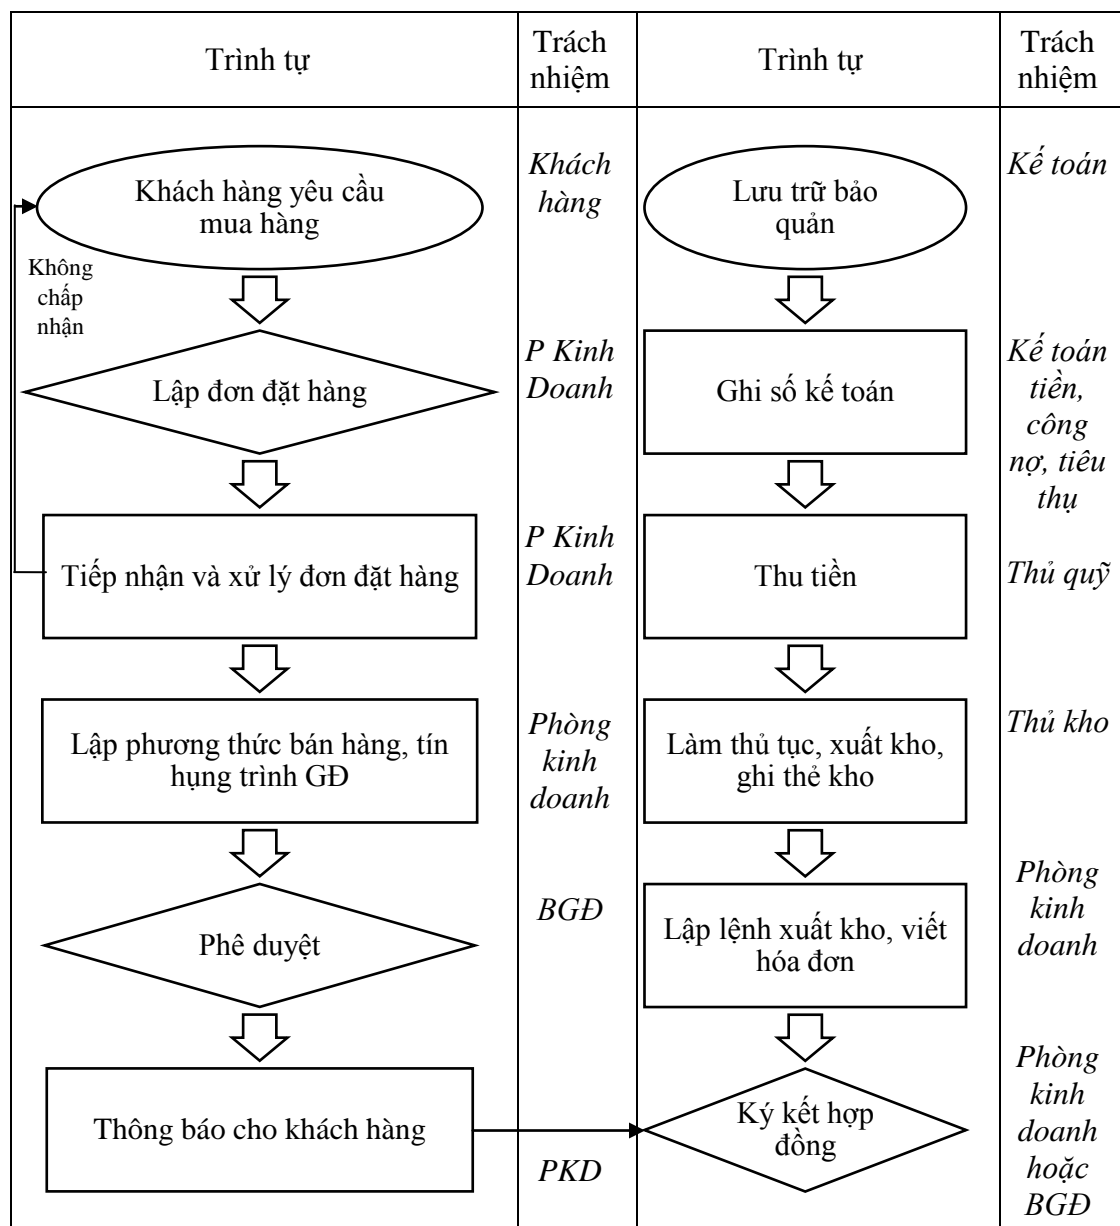 Trình tự
Trách
nhiệm
Trình tự
Trách
nhiệm
Khách hàng yêu cầu
mua hàng
Khách
hàng
Không
chấp
nhận
Lập đơn đặt hàng
P Kinh
Doanh
Tiếp nhận và xử lý đơn đặt hàng
P Kinh
Doanh
Lập phương thức bán hàng, tín
hụng trình GĐ
Phòng
kinh
doanh
Phê duyệt
BGĐ
Thông báo cho khách hàng
PKD
Lưu trữ bảo
quản
Kế toán
Ghi số kế toán
Kế toán
tiền,
công
nợ, tiêu
thụ
Thu tiền
Thủ quỹ
Làm thủ tục, xuất kho,
ghi thẻ kho
Thủ kho
Lập lệnh xuất kho, viết
hóa đơn
Phòng
kinh
doanh
Ký kết hợp
đồng
Phòng
kinh
doanh
hoặc
BGĐ